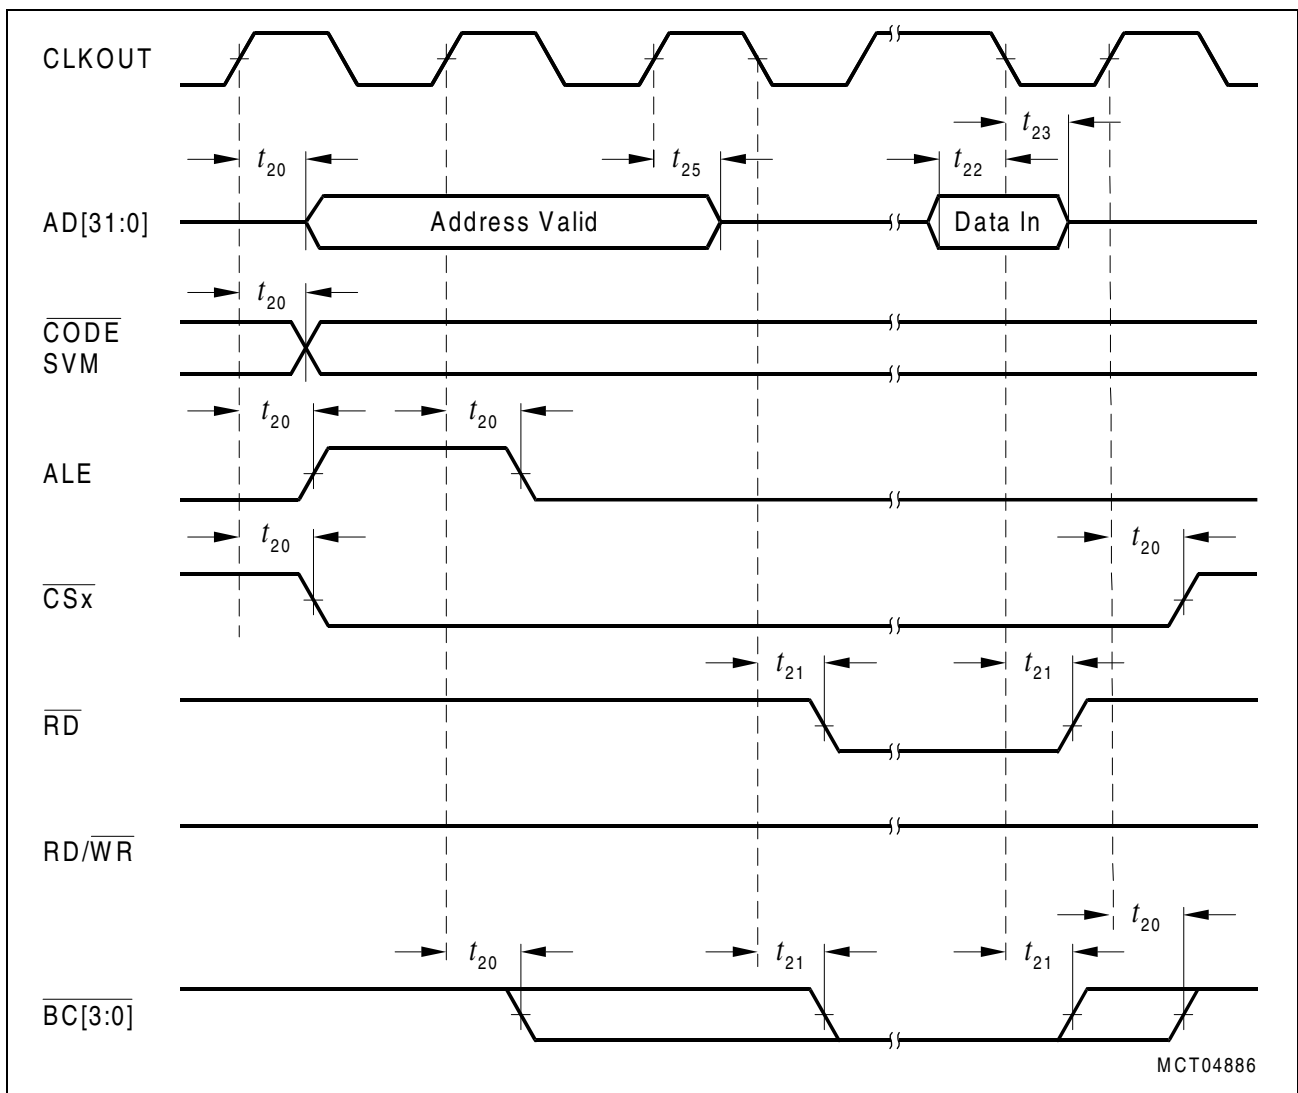 CLKOUT
t23
t20 t25 t22
AD[31:0] Address Valid Data In
t20
CODE
SVM
t20 t20
ALE
t20 t20
CSx
t21 t21
RD
RD/WR
t20
t20 t21 t21
BC[3:0]
MCT04886